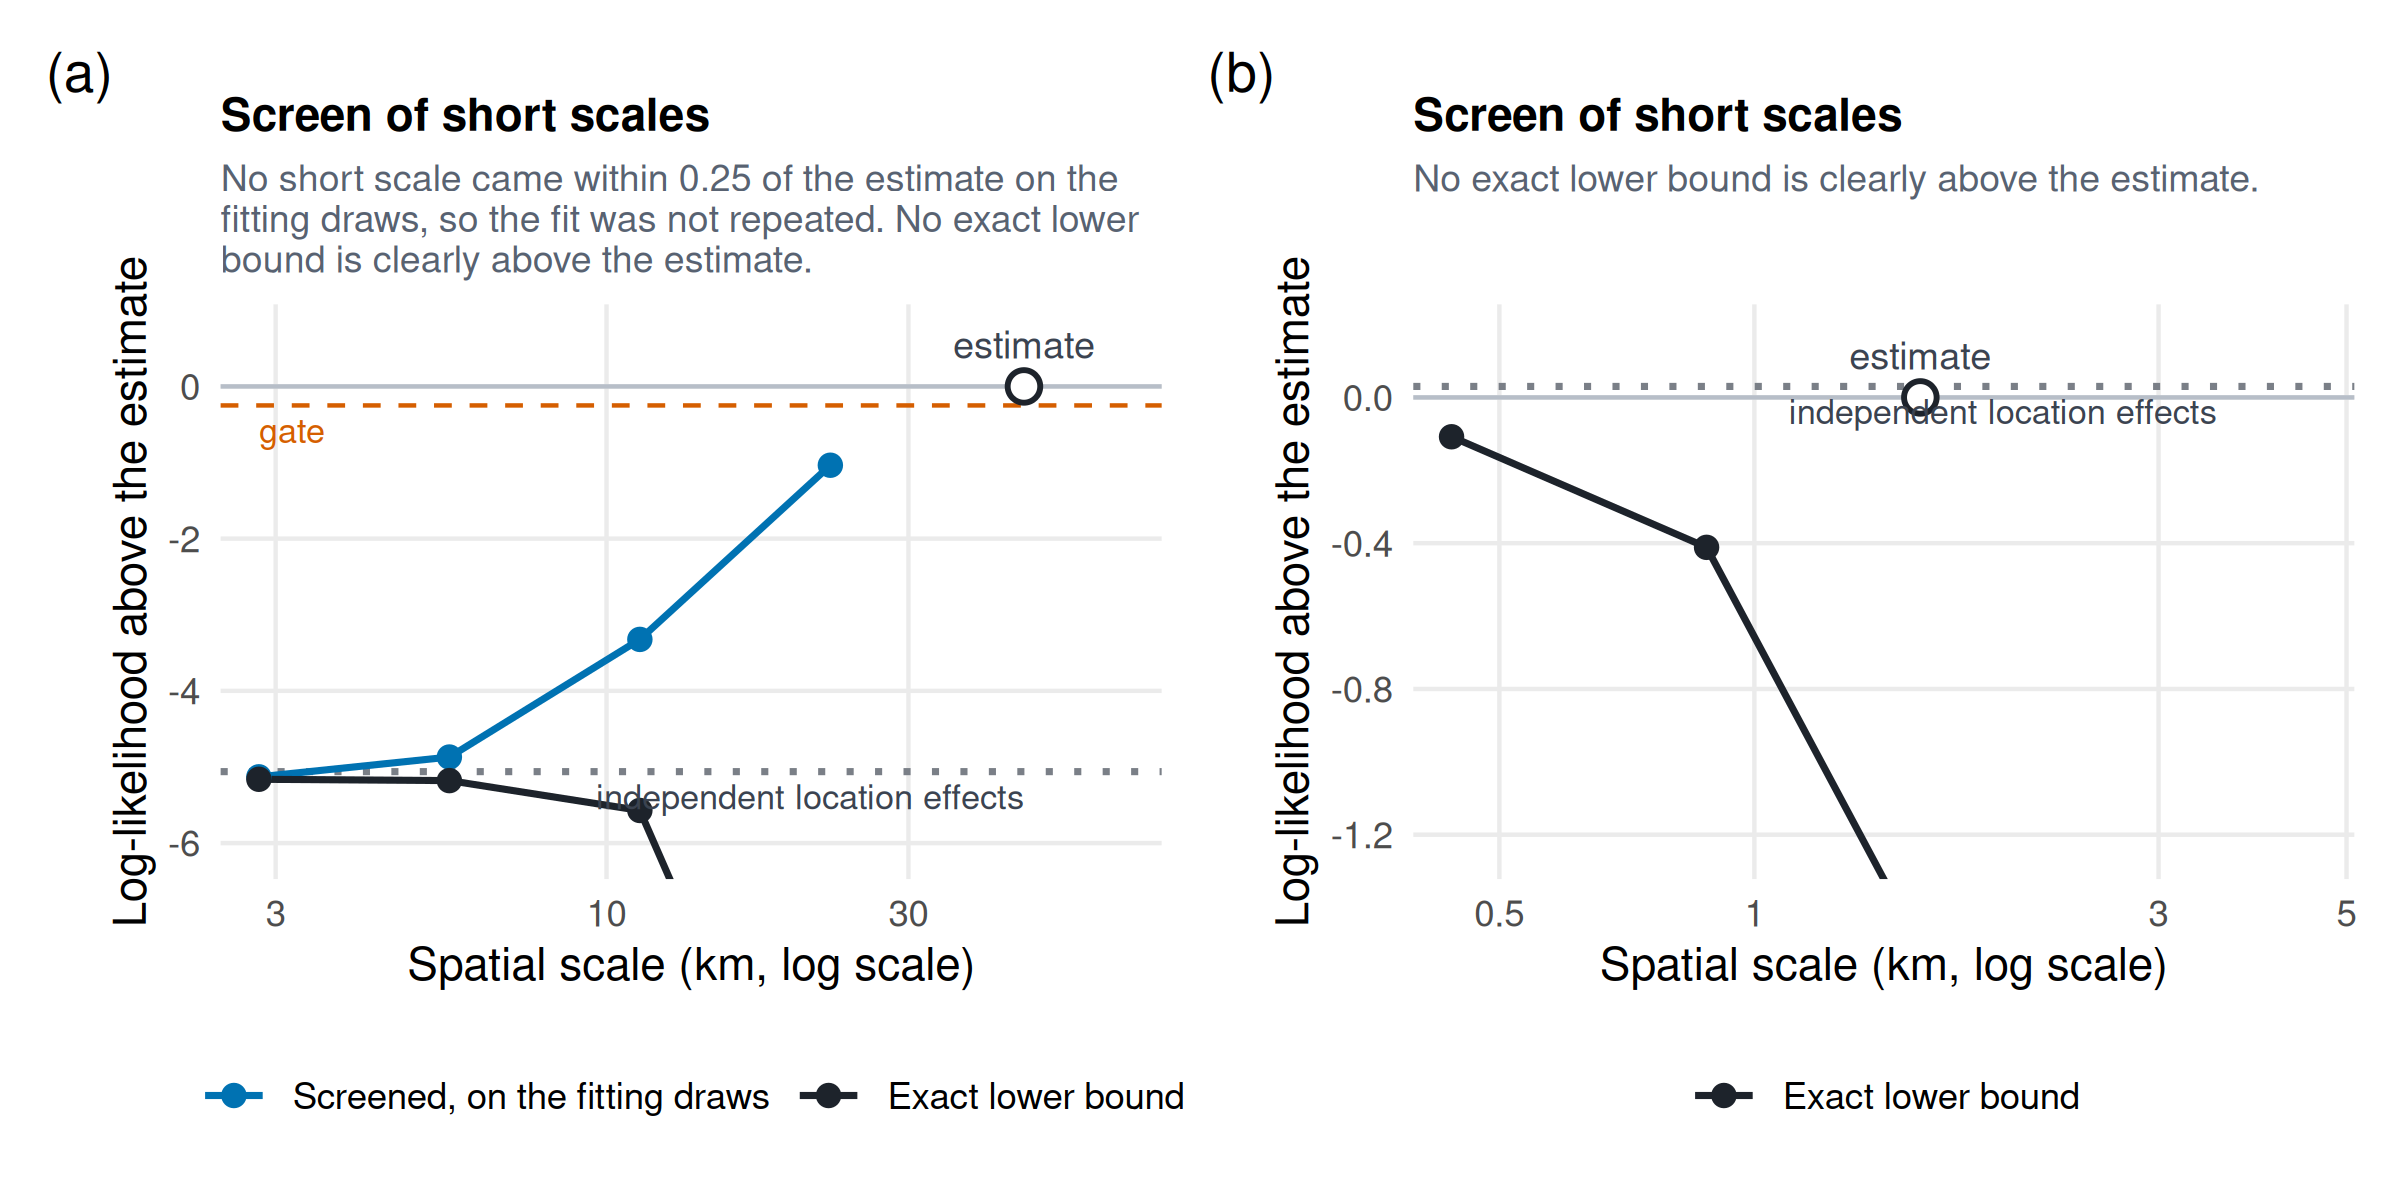 (a)
Screen of short scales
No short scale came within 0.25 of the estimate on the
fitting draws, so the fit was not repeated. No exact lower
bound is clearly above the estimate.
Log-likelihood above the estimate
0
-2
-4
-6
estimate
gate
independent location effects
3
10
30
Spatial scale (km, log scale)
Screened, on the fitting draws
Exact lower bound
(b)
Screen of short scales
No exact lower bound is clearly above the estimate.
Log-likelihood above the estimate
0.0
-0.4
-0.8
-1.2
estimate
independent location effects
0.5
1
3
5
Spatial scale (km, log scale)
Exact lower bound